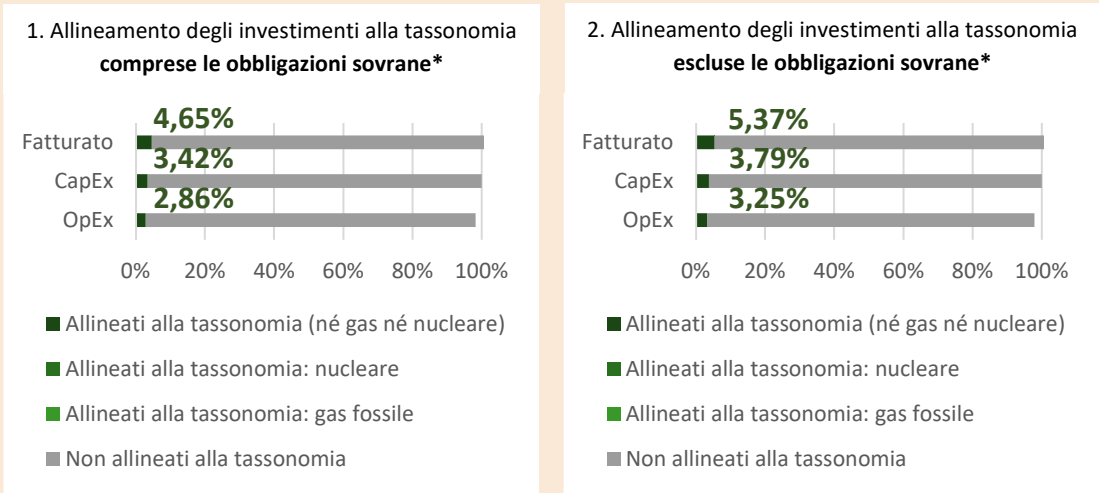 1. Allineamento degli investimenti alla tassonomia
comprese le obbligazioni sovrane*
4,65%
Fatturato
3,42%
CapEx
2,86%
OpEx
0% 20% 40% 60% 80% 100%
Allineati alla tassonomia (né gas né nucleare)
Allineati alla tassonomia: nucleare
Allineati alla tassonomia: gas fossile
Non allineati alla tassonomia
2. Allineamento degli investimenti alla tassonomia
escluse le obbligazioni sovrane*
5,37%
Fatturato
3,79%
CapEx
3,25%
OpEx
0% 20% 40% 60% 80% 100%
Allineati alla tassonomia (né gas né nucleare)
Allineati alla tassonomia: nucleare
Allineati alla tassonomia: gas fossile
Non allineati alla tassonomia